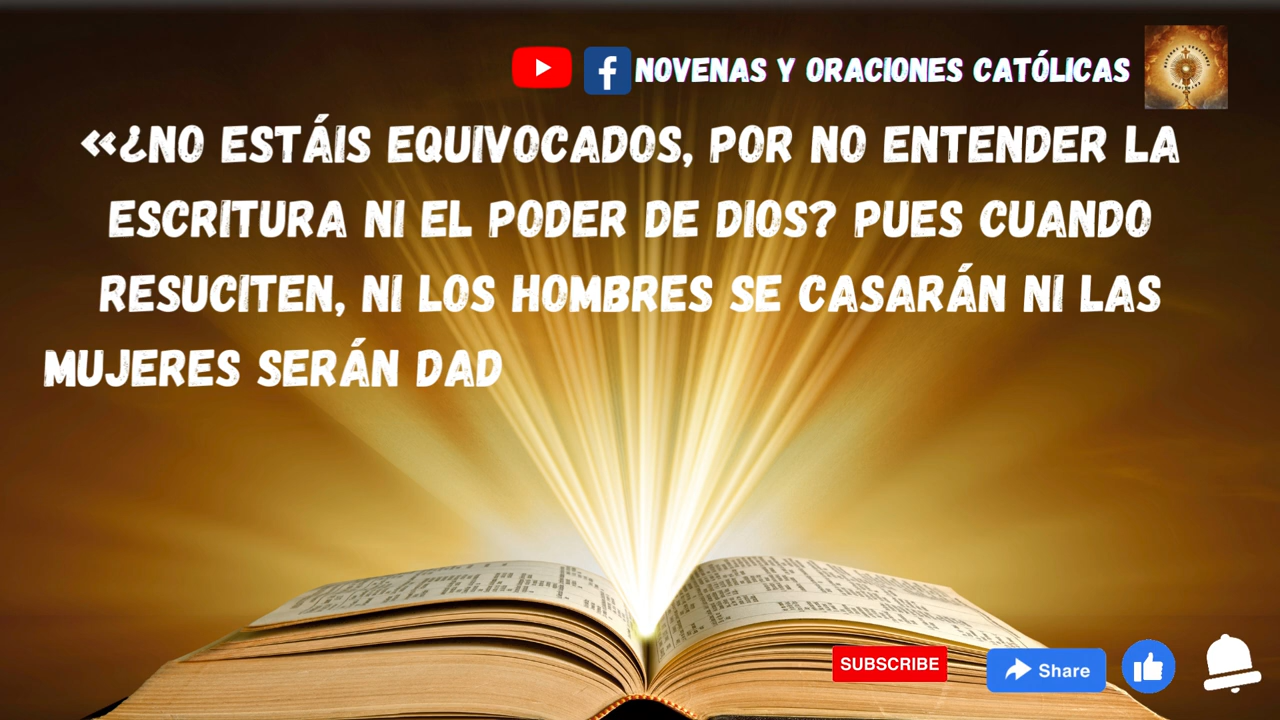 NOVENAS Y ORACIONES CATÓLICAS
«¿NO ESTÁIS EQUIVOCADOS, POR NO ENTENDER LA
ESCRITURA NI EL PODER DE DIOS? PUES CUANDO
RESUCITEN, NI LOS HOMBRES SE CASARÁN NI LAS
MUJERES SERÁN DAD
SUBSCRIBE
Share